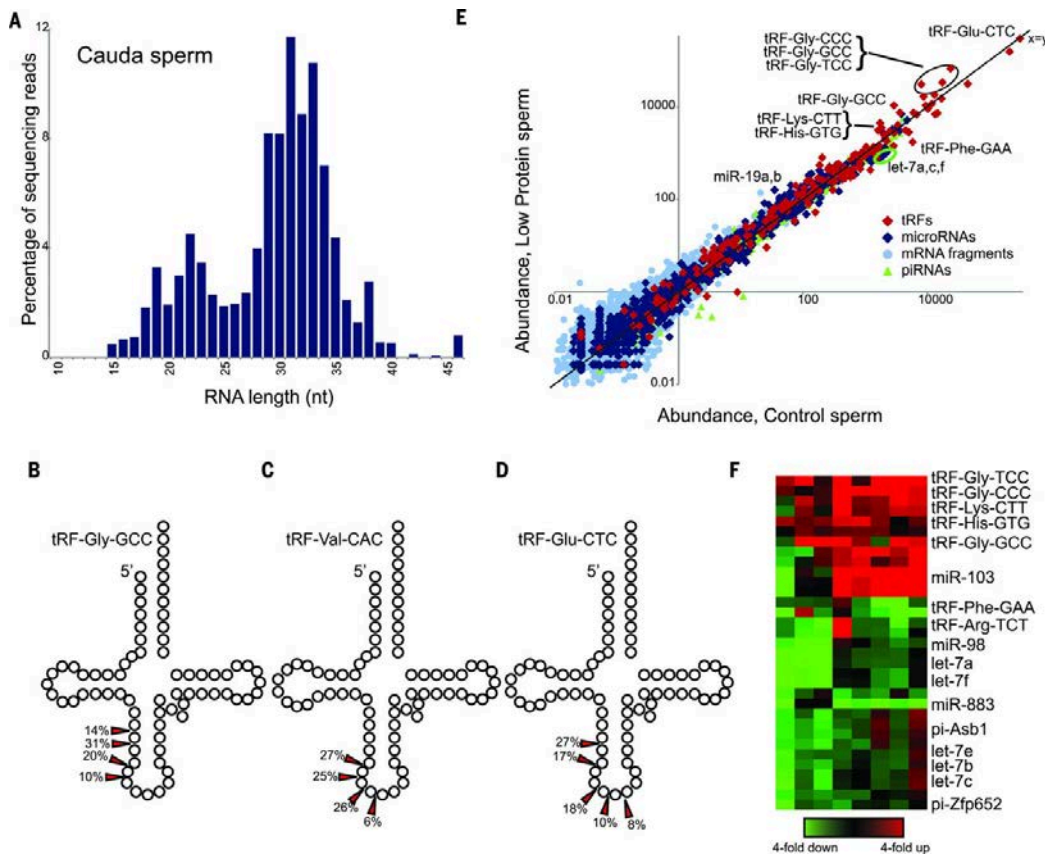 A
Cauda sperm
Percentage of sequencing reads
12
8
4
0
10
15
20
25
30
35
40
45
RNA length (nt)
E
Abundance, Low Protein sperm
tRF-Gly-CCC
tRF-Gly-GCC
tRF-Gly-TCC
tRF-Glu-CTC
x=y
10000
tRF-Gly-GCC
tRF-Lys-CTT
tRF-His-GTG
tRF-Phe-GAA
let-7a,c,f
miR-19a,b
100
tRFs
microRNAs
mRNA fragments
piRNAs
0.01
100
10000
0.01
Abundance, Control sperm
B
tRF-Gly-GCC
5'
14%
31%
20%
10%
C
tRF-Val-CAC
5'
27%
25%
26%
6%
D
tRF-Glu-CTC
5'
27%
17%
18%
10%
8%
F
tRF-Gly-TCC
tRF-Gly-CCC
tRF-Lys-CTT
tRF-His-GTG
tRF-Gly-GCC
miR-103
tRF-Phe-GAA
tRF-Arg-TCT
miR-98
let-7a
let-7f
miR-883
pi-Asb1
let-7e
let-7b
let-7c
pi-Zfp652
4-fold down
4-fold up